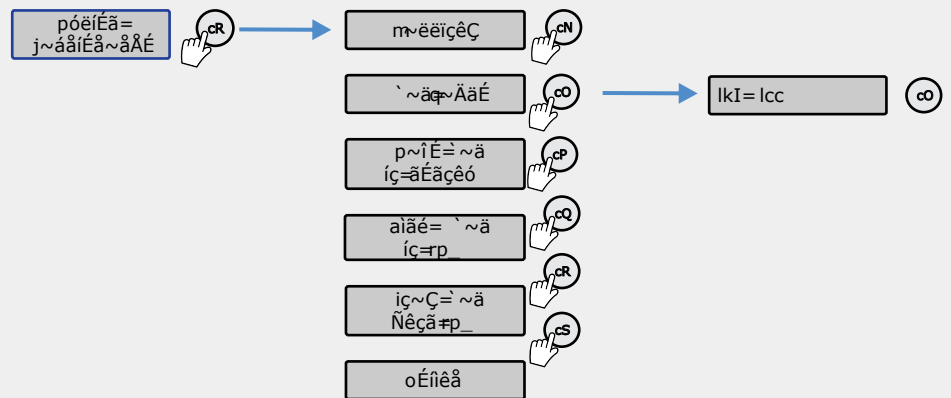 póëíÉã=
j~áåíÉå~åÅÉ
cR
m~ëëïçêÇ
cN
`~ä=q~ÄäÉ
cO
lkI= lcc
cO
p~îÉ=`~ä
íç=ãÉãçêó
cP
aìãé= `~ä
íç=rp_
cQ
cR
iç~Ç=`~ä
Ñêçã=rp_
cS
oÉíìêå